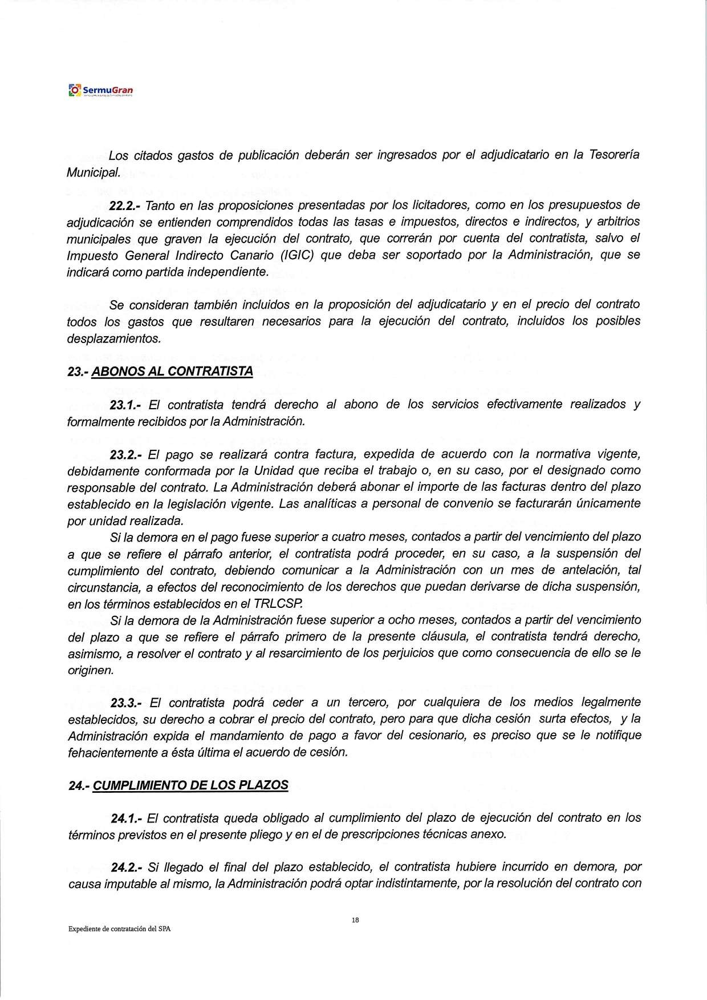 SermuGran
Los citados gastos de publicación deberán ser ingresados por el adjudicatario en la Tesorería
Municipal.
22.2.- Tanto en las proposiciones presentadas por los licitadores, como en los presupuestos de
adjudicación se entienden comprendidos todas las tasas e impuestos, directos e indirectos, y arbitrios
municipales que graven la ejecución del contrato, que correrán por cuenta del contratista, salvo el
Impuesto General Indirecto Canario (IGIC) que deba ser soportado por la Administración, que se
indicará como partida independiente.
Se consideran también incluidos en la proposición del adjudicatario y en el precio del contrato
todos los gastos que resultaren necesarios para la ejecución del contrato, incluidos los posibles
desplazamientos.
23.- ABONOS AL CONTRATISTA
23.1.- El contratista tendrá derecho al abono de los servicios efectivamente realizados y
formalmente recibidos por la Administración.
23.2.- El pago se realizará contra factura, expedida de acuerdo con la normativa vigente,
debidamente conformada por la Unidad que reciba el trabajo o, en su caso, por el designado como
responsable del contrato. La Administración deberá abonar el importe de las facturas dentro del plazo
establecido en la legislación vigente. Las analíticas a personal de convenio se facturarán únicamente
por unidad realizada.
Si la demora en el pago fuese superior a cuatro meses, contados a partir del vencimiento del plazo
a que se refiere el párrafo anterior, el contratista podrá proceder, en su caso, a la suspensión del
cumplimiento del contrato, debiendo comunicar a la Administración con un mes de antelación, tal
circunstancia, a efectos del reconocimiento de los derechos que puedan derivarse de dicha suspensión,
en los términos establecidos en el TRLCSP.
Si la demora de la Administración fuese superior a ocho meses, contados a partir del vencimiento
del plazo a que se refiere el párrafo primero de la presente cláusula, el contratista tendrá derecho,
asimismo, a resolver el contrato y al resarcimiento de los perjuicios que como consecuencia de ello se le
originen.
23.3.- El contratista podrá ceder a un tercero, por cualquiera de los medios legalmente
establecidos, su derecho a cobrar el precio del contrato, pero para que dicha cesión surta efectos, y la
Administración expida el mandamiento de pago a favor del cesionario, es preciso que se le notifique
fehacientemente a ésta última el acuerdo de cesión.
24.- CUMPLIMIENTO DE LOS PLAZOS
24.1.- El contratista queda obligado al cumplimiento del plazo de ejecución del contrato en los
términos previstos en el presente pliego y en el de prescripciones técnicas anexo.
24.2.- Si llegado el final del plazo establecido, el contratista hubiere incurrido en demora, por
causa imputable al mismo, la Administración podrá optar indistintamente, por la resolución del contrato con
18
Expediente de contratación del SPA